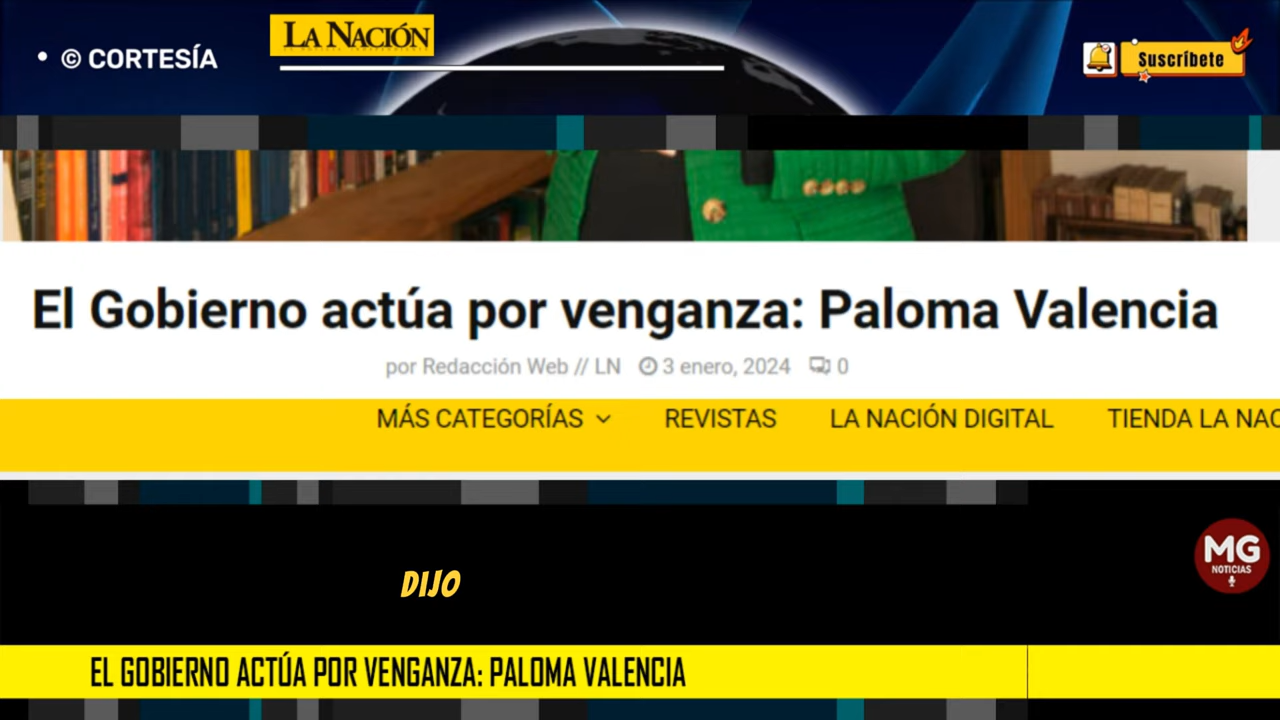 • © CORTESÍA
LA NACIÓN
Suscríbete
El Gobierno actúa por venganza: Paloma Valencia
por Redacción Web // LN 3 enero, 2024 0
MÁS CATEGORÍAS REVISTAS LA NACIÓN DIGITAL TIENDA LA NAC
MG
NOTICIAS
DIJO
EL GOBIERNO ACTÚA POR VENGANZA: PALOMA VALENCIA